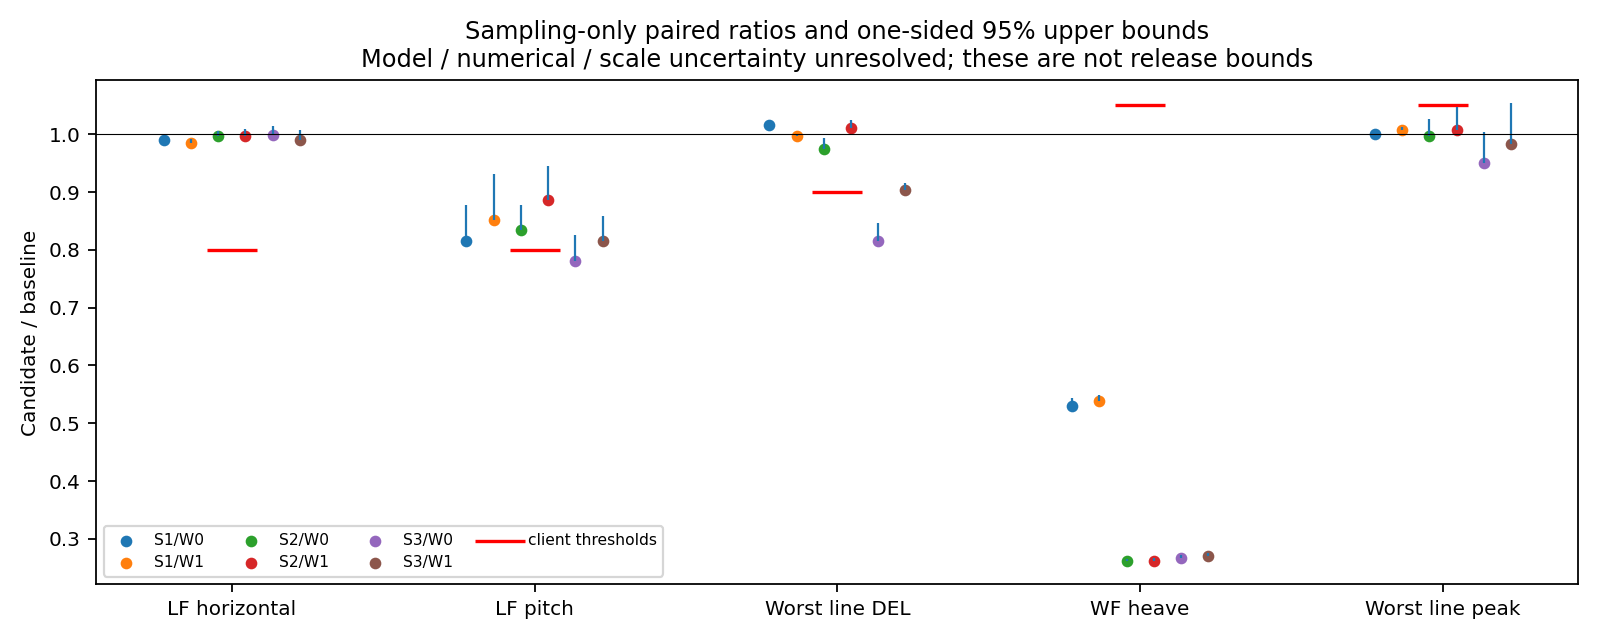 Sampling-only paired ratios and one-sided 95% upper bounds
Model / numerical / scale uncertainty unresolved; these are not release bounds
Candidate / baseline
1.0
0.9
0.8
0.7
0.6
0.5
0.4
0.3
S1/W0 S2/W0 S3/W0 client thresholds
S1/W1 S2/W1 S3/W1
LF horizontal LF pitch Worst line DEL WF heave Worst line peak